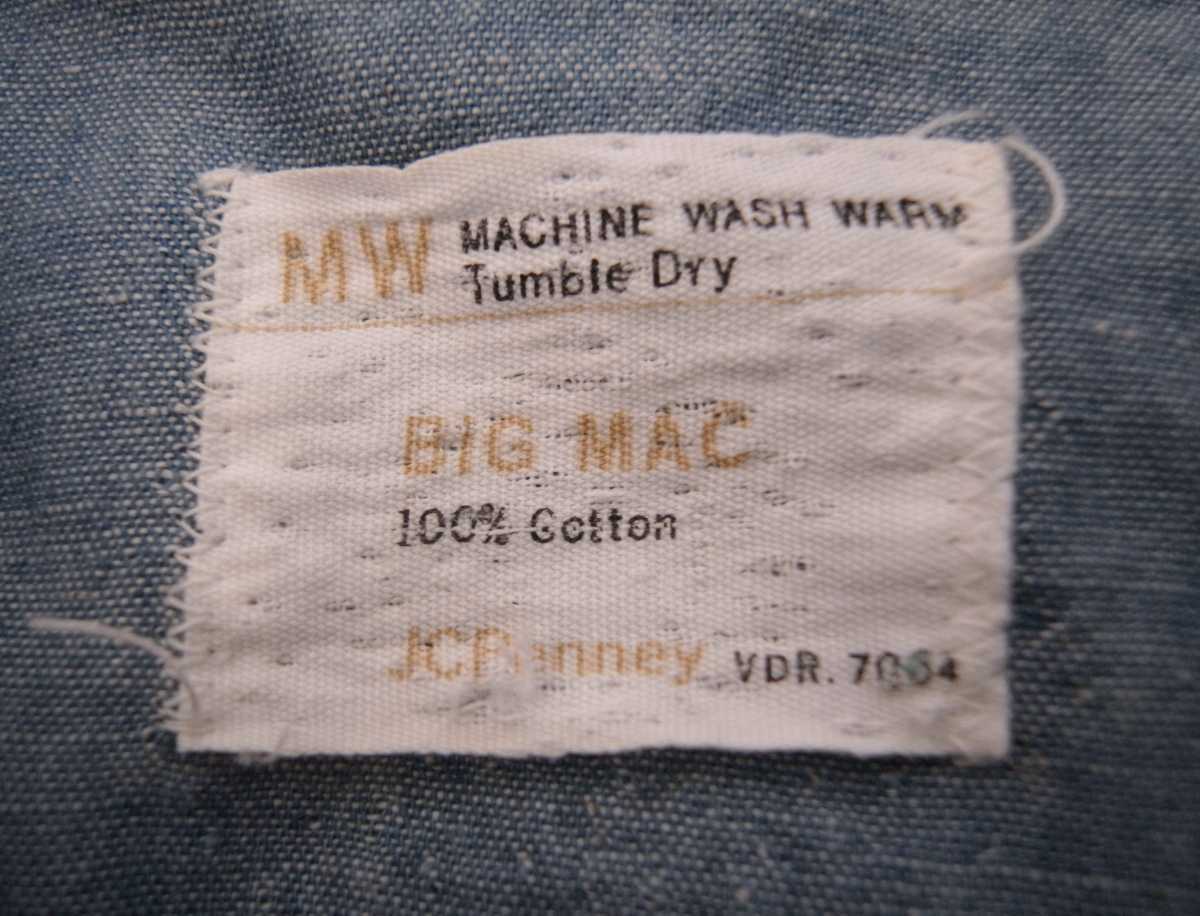 MW MACHINE WASH WARM
Tumble Dry
BIG MAC
100% Cotton
JCPenney VDR.